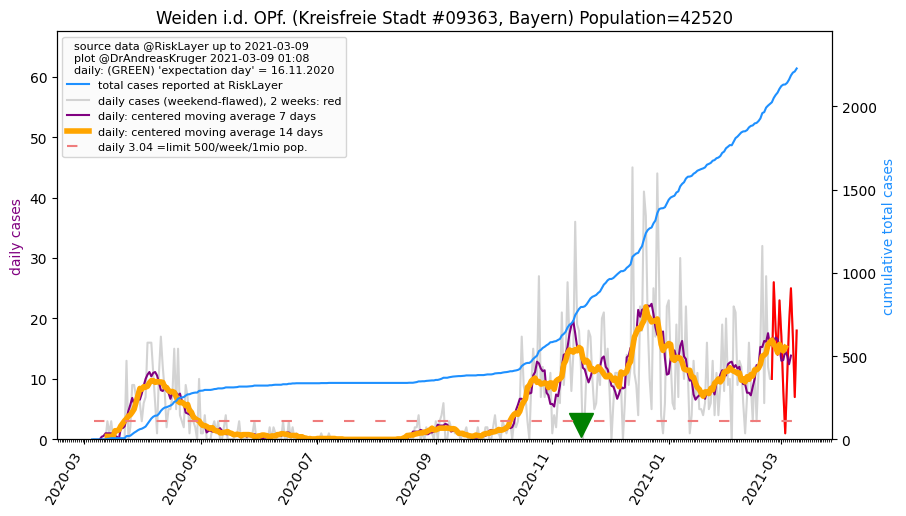 Weiden i.d. OPf. (Kreisfreie Stadt #09363, Bayern) Population=42520
source data @RiskLayer up to 2021-03-09
plot @DrAndreasKruger 2021-03-09 01:08
daily: (GREEN) 'expectation day' = 16.11.2020
total cases reported at RiskLayer
daily cases (weekend-flawed), 2 weeks: red
daily: centered moving average 7 days
daily: centered moving average 14 days
daily 3.04 =limit 500/week/1mio pop.
daily cases
60
50
40
30
20
10
0
cumulative total cases
2000
1500
1000
500
0
2020-03
2020-05
2020-07
2020-09
2020-11
2021-01
2021-03